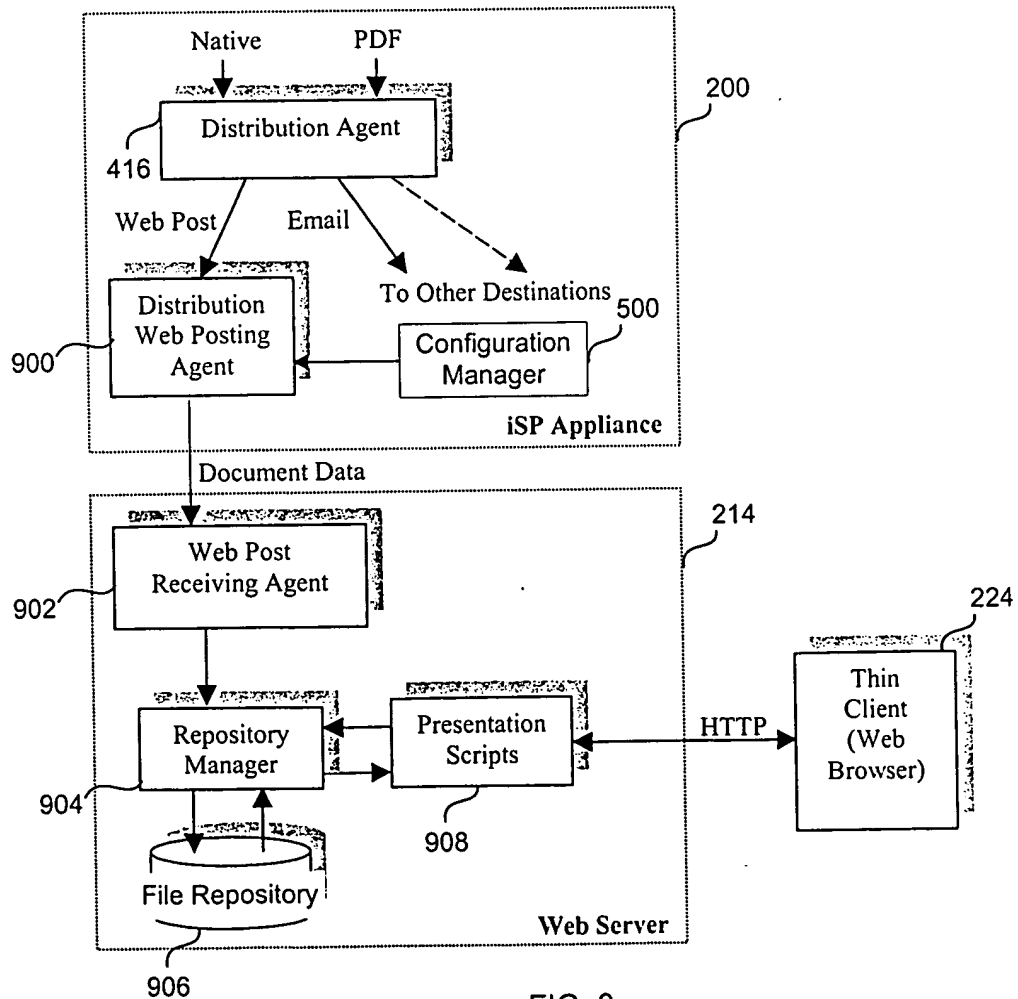 Native
PDF
200
Distribution Agent
416
Web Post
Email
To Other Destinations
500
Distribution
Web Posting
Agent
900
Configuration
Manager
iSP Appliance
Document Data
214
Web Post
Receiving Agent
902
224
Thin
Client
(Web
Browser)
HTTP
Repository
Manager
Presentation
Scripts
904
908
File Repository
Web Server
906